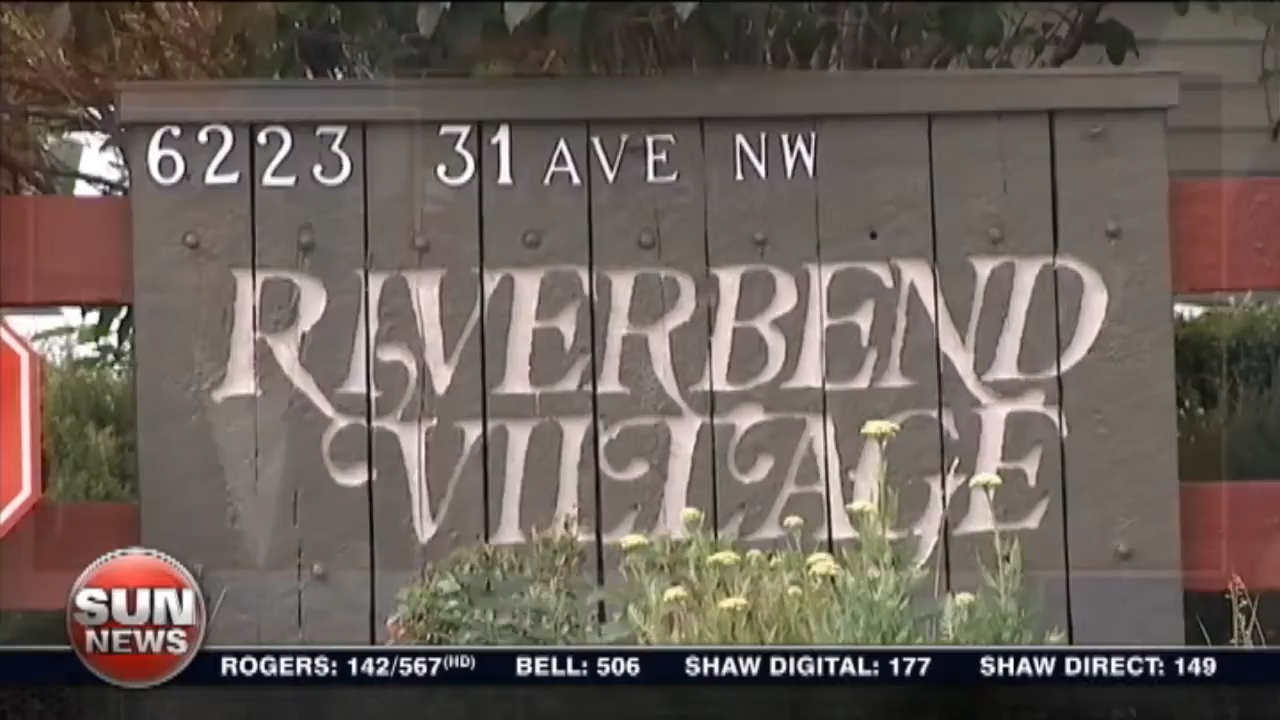 6223 31 AVE NW
RIVERBEND
VILLAGE
SUN
NEWS
ROGERS: 142/567(HD) BELL: 506 SHAW DIGITAL: 177 SHAW DIRECT: 149